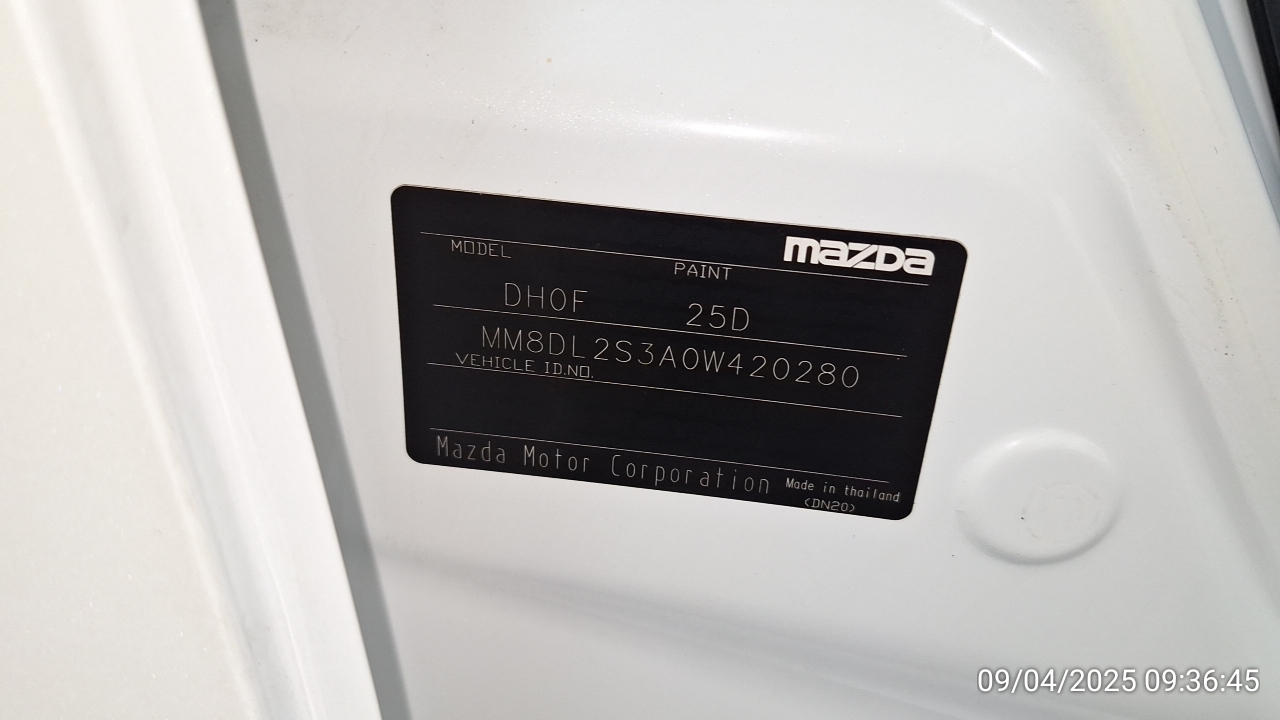 mazda
MODEL PAINT
DH0F 25D
MM8DL2S3A0W420280
VEHICLE ID.NO.
Mazda Motor Corporation Made in thailand
(DN20)
09/04/2025 09:36:45